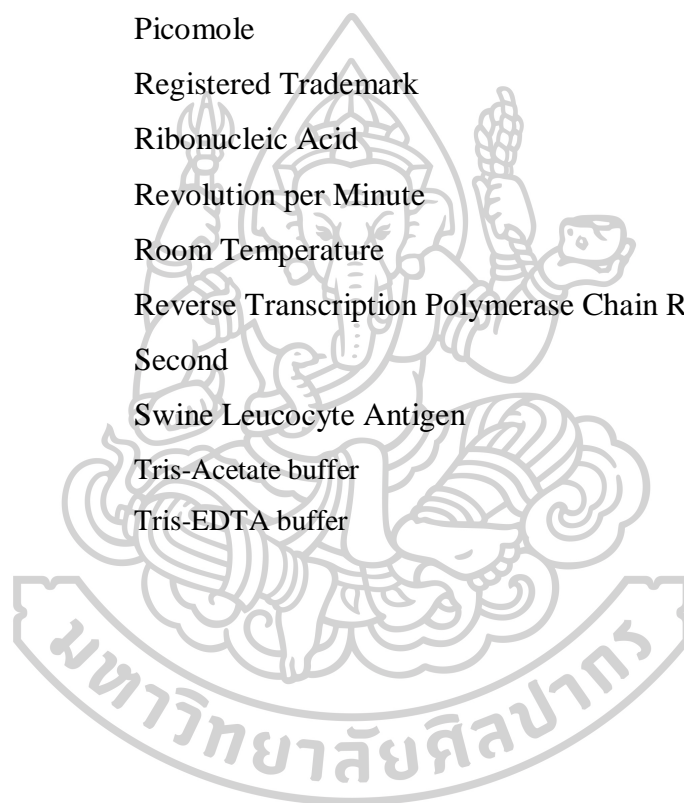 Picomole
Registered Trademark
Ribonucleic Acid
Revolution per Minute
Room Temperature
Reverse Transcription Polymerase Chain R
Second
Swine Leucocyte Antigen
Tris-Acetate buffer
Tris-EDTA buffer
มหาวิทยาลัยศิลปากร